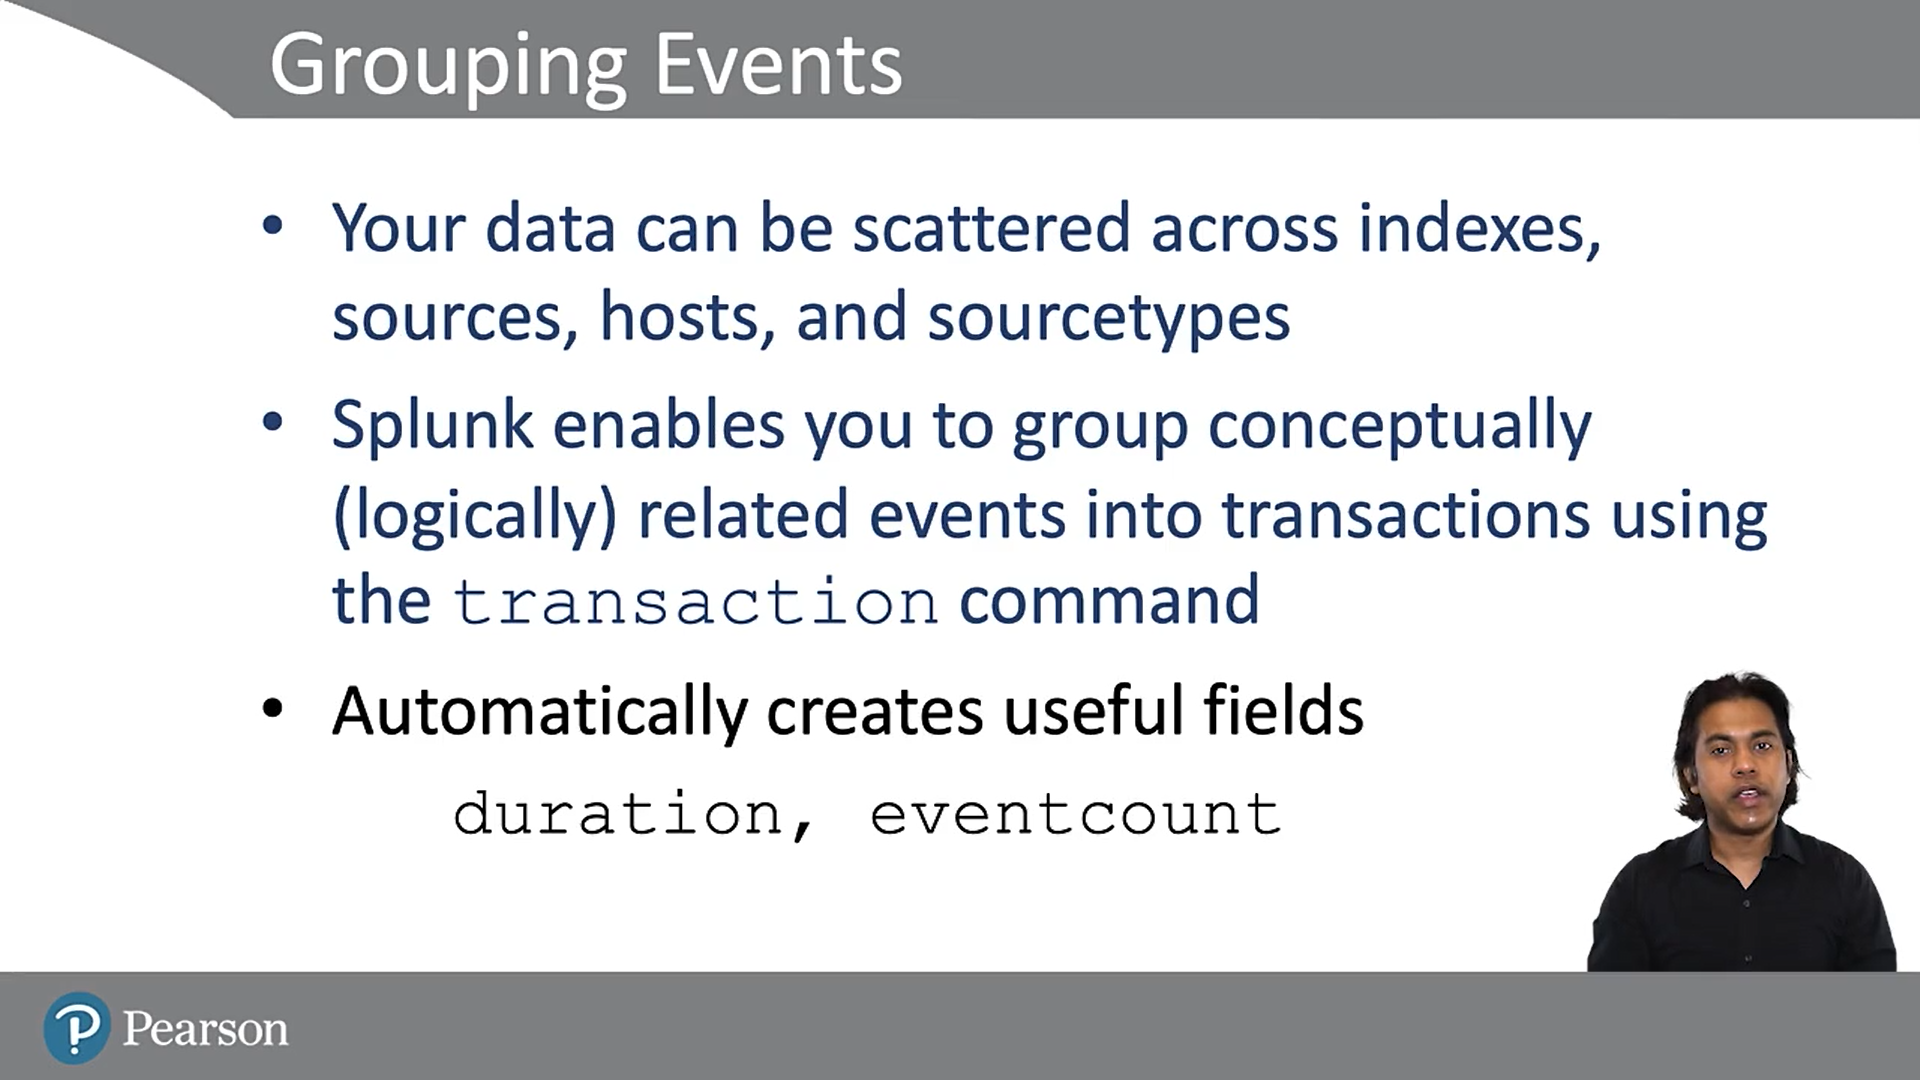 Grouping Events
• Your data can be scattered across indexes,
sources, hosts, and sourcetypes
• Splunk enables you to group conceptually
(logically) related events into transactions using
the transaction command
• Automatically creates useful fields
duration, eventcount
Pearson